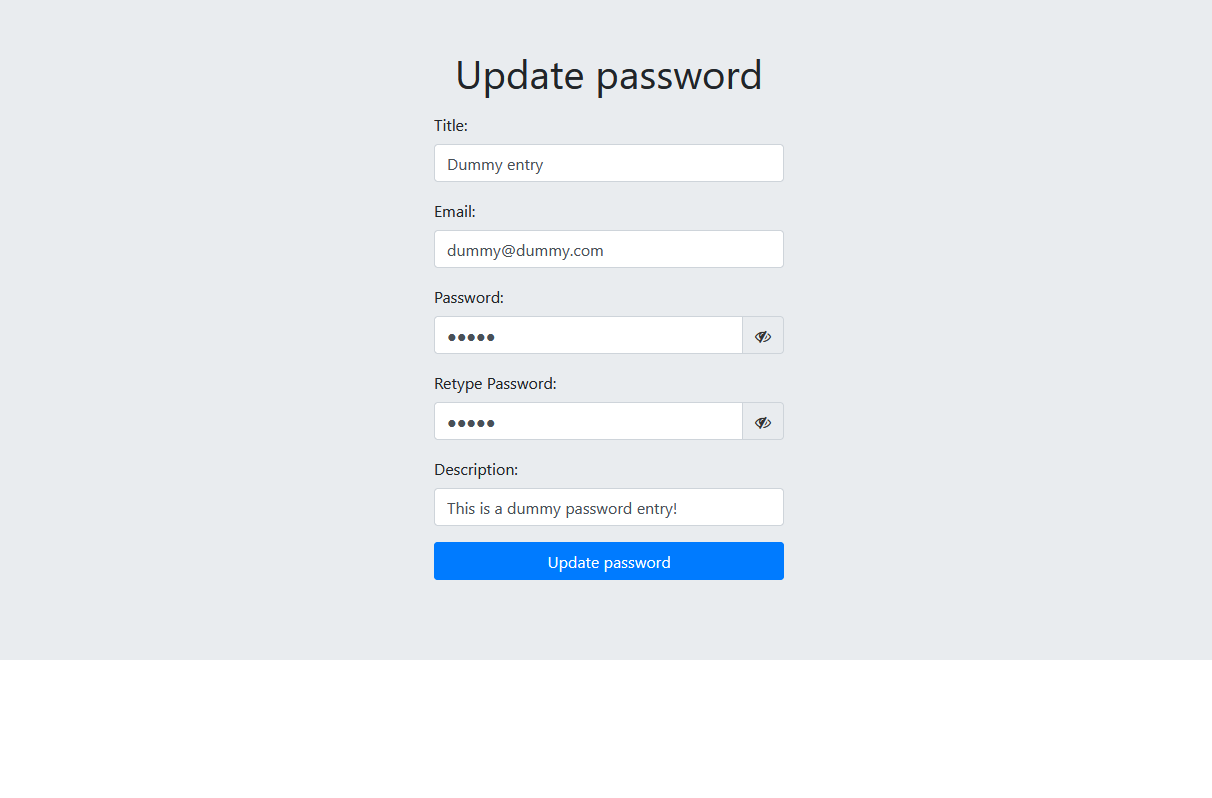 Update password
Title:
Dummy entry
Email:
dummy@dummy.com
Password:
●●●●●
Retype Password:
●●●●●
Description:
This is a dummy password entry!
Update password